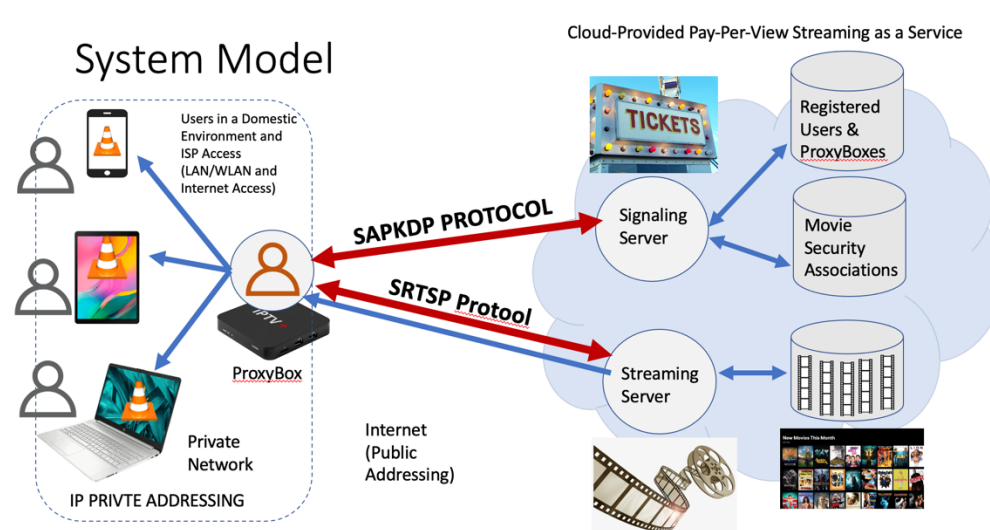 Cloud-Provided Pay-Per-View Streaming as a Service
System Model
Users in a Domestic
Environment and
ISP Access
(LAN/WLAN and
Internet Access)
TICKETS
Registered
Users &
ProxyBoxes
SAPKDP PROTOCOL
Signaling
Server
Movie
Security
Associations
SRTSP Protool
IPTV+
ProxyBox
Streaming
Server
Private
Network
Internet
(Public
Addressing)
IP PRIVTE ADDRESSING
New Movies This Month